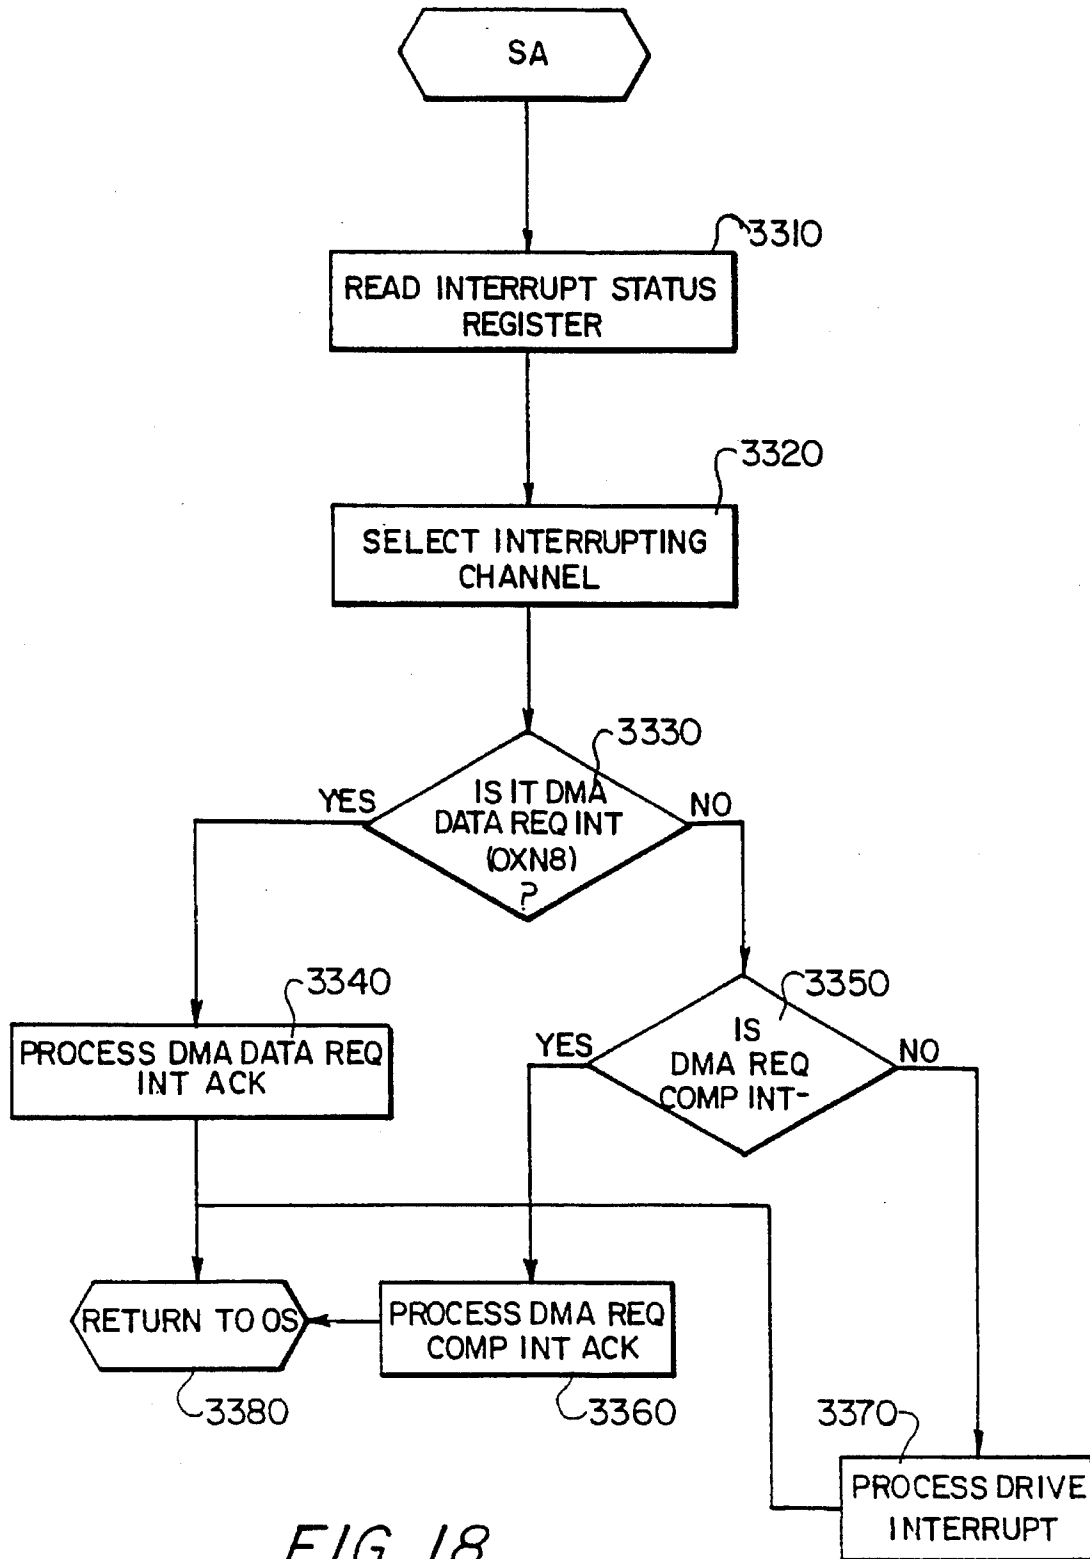 SA
3310
READ INTERRUPT STATUS
REGISTER
3320
SELECT INTERRUPTING
CHANNEL
3330
YES
IS IT DMA
DATA REQ INT
(OXN8)
?
NO
3340
PROCESS DMA DATA REQ
INT ACK
3350
YES
IS
DMA REQ
COMP INT-
NO
RETURN TO OS
3380
PROCESS DMA REQ
COMP INT ACK
3360
3370
PROCESS DRIVE
INTERRUPT
FIG. 18